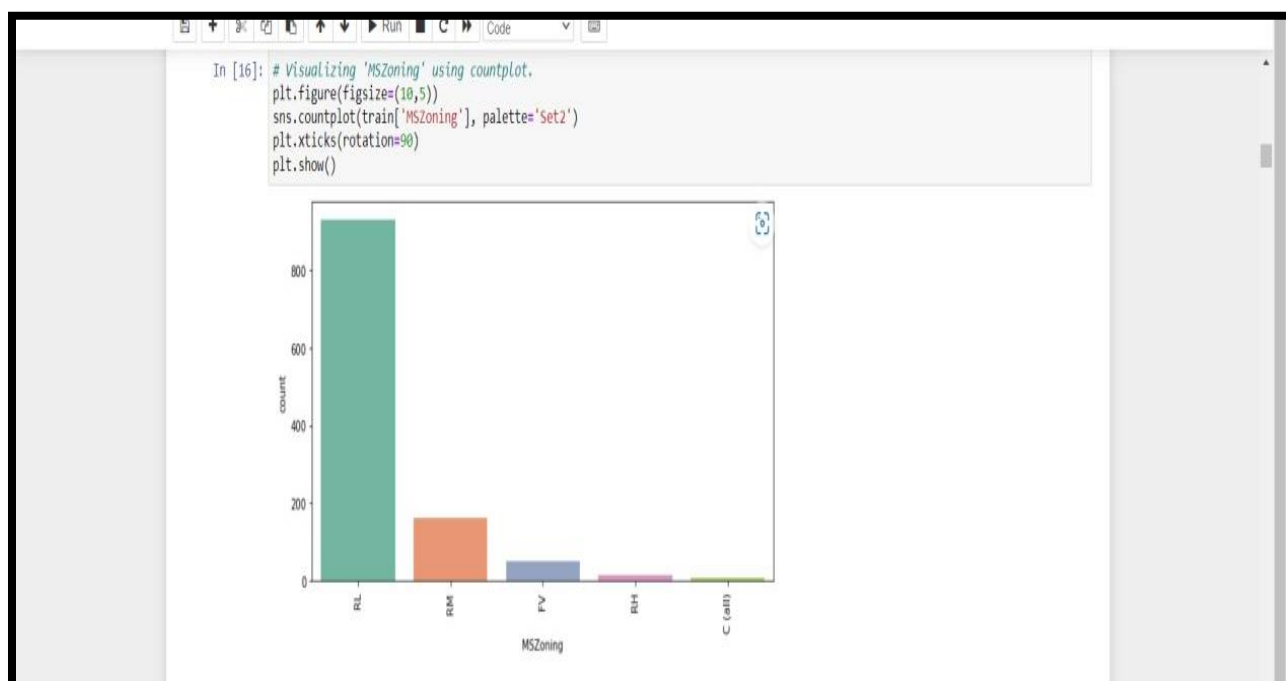 Run
Code
In [16]: # Visualizing 'MSZoning' using countplot.
plt.figure(figsize=(10,5))
sns.countplot(train['MSZoning'], palette='Set2')
plt.xticks(rotation=90)
plt.show()
800
600
400
200
0
count
RL
RM
FV
RH
C (all)
MSZoning